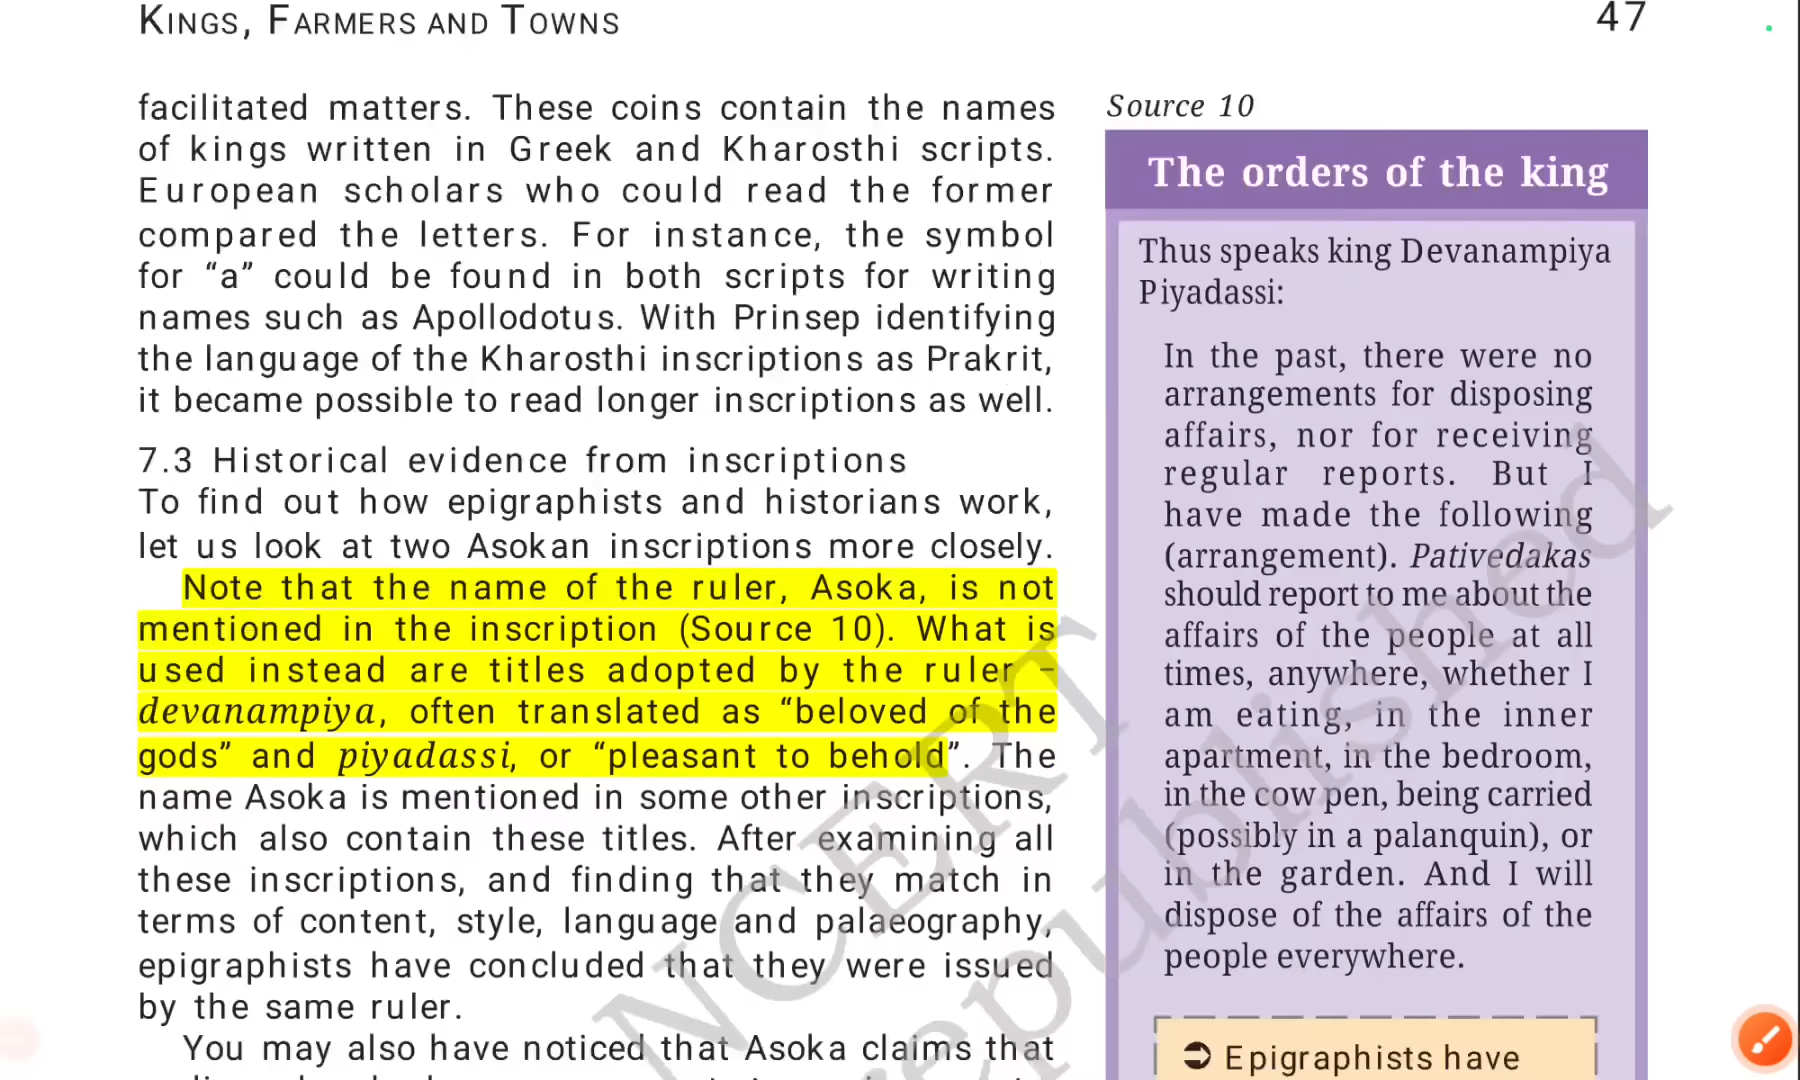 KINGS, FARMERS AND TOWNS
47
facilitated matters. These coins contain the names
of kings written in Greek and Kharosthi scripts.
European scholars who could read the former
compared the letters. For instance, the symbol
for “a” could be found in both scripts for writing
names such as Apollodotus. With Prinsep identifying
the language of the Kharosthi inscriptions as Prakrit,
it became possible to read longer inscriptions as well.
7.3 Historical evidence from inscriptions
To find out how epigraphists and historians work,
let us look at two Asokan inscriptions more closely.
Note that the name of the ruler, Asoka, is not
mentioned in the inscription (Source 10). What is
used instead are titles adopted by the ruler –
devanampiya, often translated as “beloved of the
gods” and piyadassi, or “pleasant to behold”. The
name Asoka is mentioned in some other inscriptions,
which also contain these titles. After examining all
these inscriptions, and finding that they match in
terms of content, style, language and palaeography,
epigraphists have concluded that they were issued
by the same ruler.
You may also have noticed that Asoka claims that
Source 10
The orders of the king
Thus speaks king Devanampiya
Piyadassi:
In the past, there were no
arrangements for disposing
affairs, nor for receiving
regular reports. But I
have made the following
(arrangement). Pativedakas
should report to me about the
affairs of the people at all
times, anywhere, whether I
am eating, in the inner
apartment, in the bedroom,
in the cow pen, being carried
(possibly in a palanquin), or
in the garden. And I will
dispose of the affairs of the
people everywhere.
➲ Epigraphists have
NCERT
republished